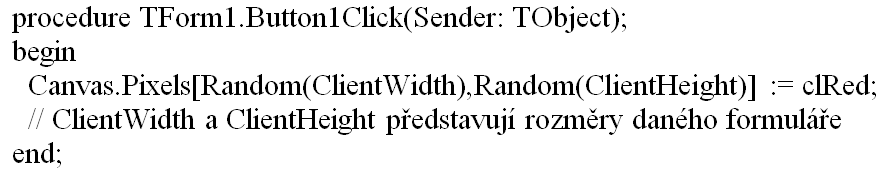 procedure TForm1.Button1Click(Sender: TObject);
begin
Canvas.Pixels[Random(ClientWidth),Random(ClientHeight)] := clRed;
// ClientWidth a ClientHeight představují rozměry daného formuláře
end;